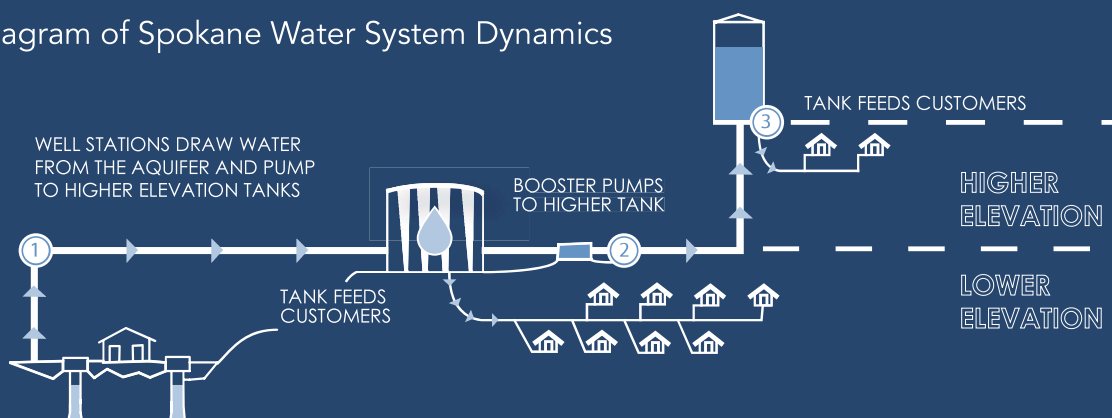 agram of Spokane Water System Dynamics
TANK FEEDS CUSTOMERS
3
WELL STATIONS DRAW WATER
FROM THE AQUIFER AND PUMP
TO HIGHER ELEVATION TANKS
BOOSTER PUMPS
TO HIGHER TANK
HIGHER
ELEVATION
1
2
TANK FEEDS
CUSTOMERS
LOWER
ELEVATION